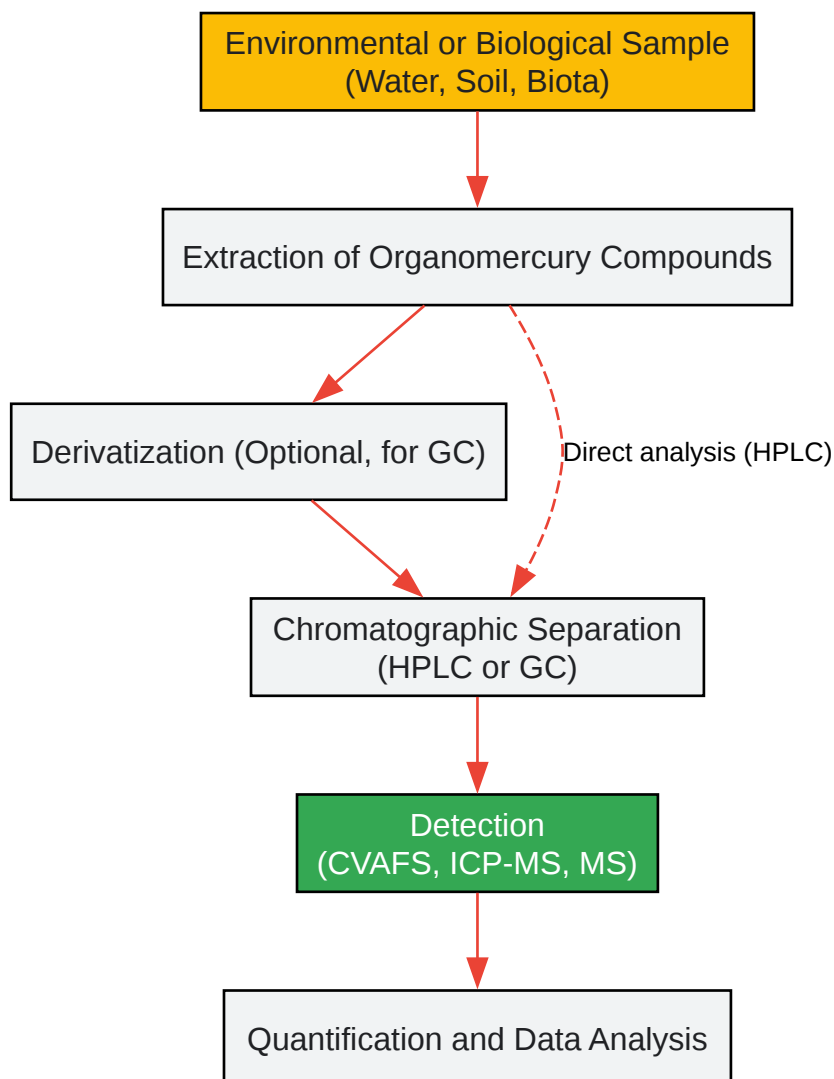 Environmental or Biological Sample
(Water, Soil, Biota)
Extraction of Organomercury Compounds
Derivatization (Optional, for GC)
Direct analysis (HPLC)
Chromatographic Separation
(HPLC or GC)
Detection
(CVAFS, ICP-MS, MS)
Quantification and Data Analysis